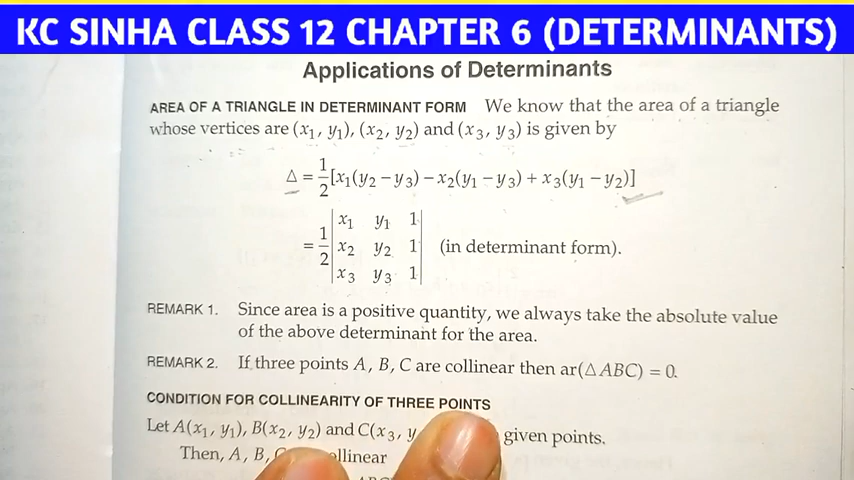 KC SINHA CLASS 12 CHAPTER 6 (DETERMINANTS)
Applications of Determinants
AREA OF A TRIANGLE IN DETERMINANT FORM We know that the area of a triangle
whose vertices are (x₁, y₁), (x₂, y₂) and (x₃, y₃) is given by
Δ = 1/2 [x₁(y₂ − y₃) − x₂(y₁ − y₃) + x₃(y₁ − y₂)]
= 1/2 | x₁ y₁ 1 |
| x₂ y₂ 1 | (in determinant form).
| x₃ y₃ 1 |
REMARK 1. Since area is a positive quantity, we always take the absolute value
of the above determinant for the area.
REMARK 2. If three points A, B, C are collinear then ar(Δ ABC) = 0.
CONDITION FOR COLLINEARITY OF THREE POINTS
Let A(x₁, y₁), B(x₂, y₂) and C(x₃, y given points.
Then, A, B, llinear